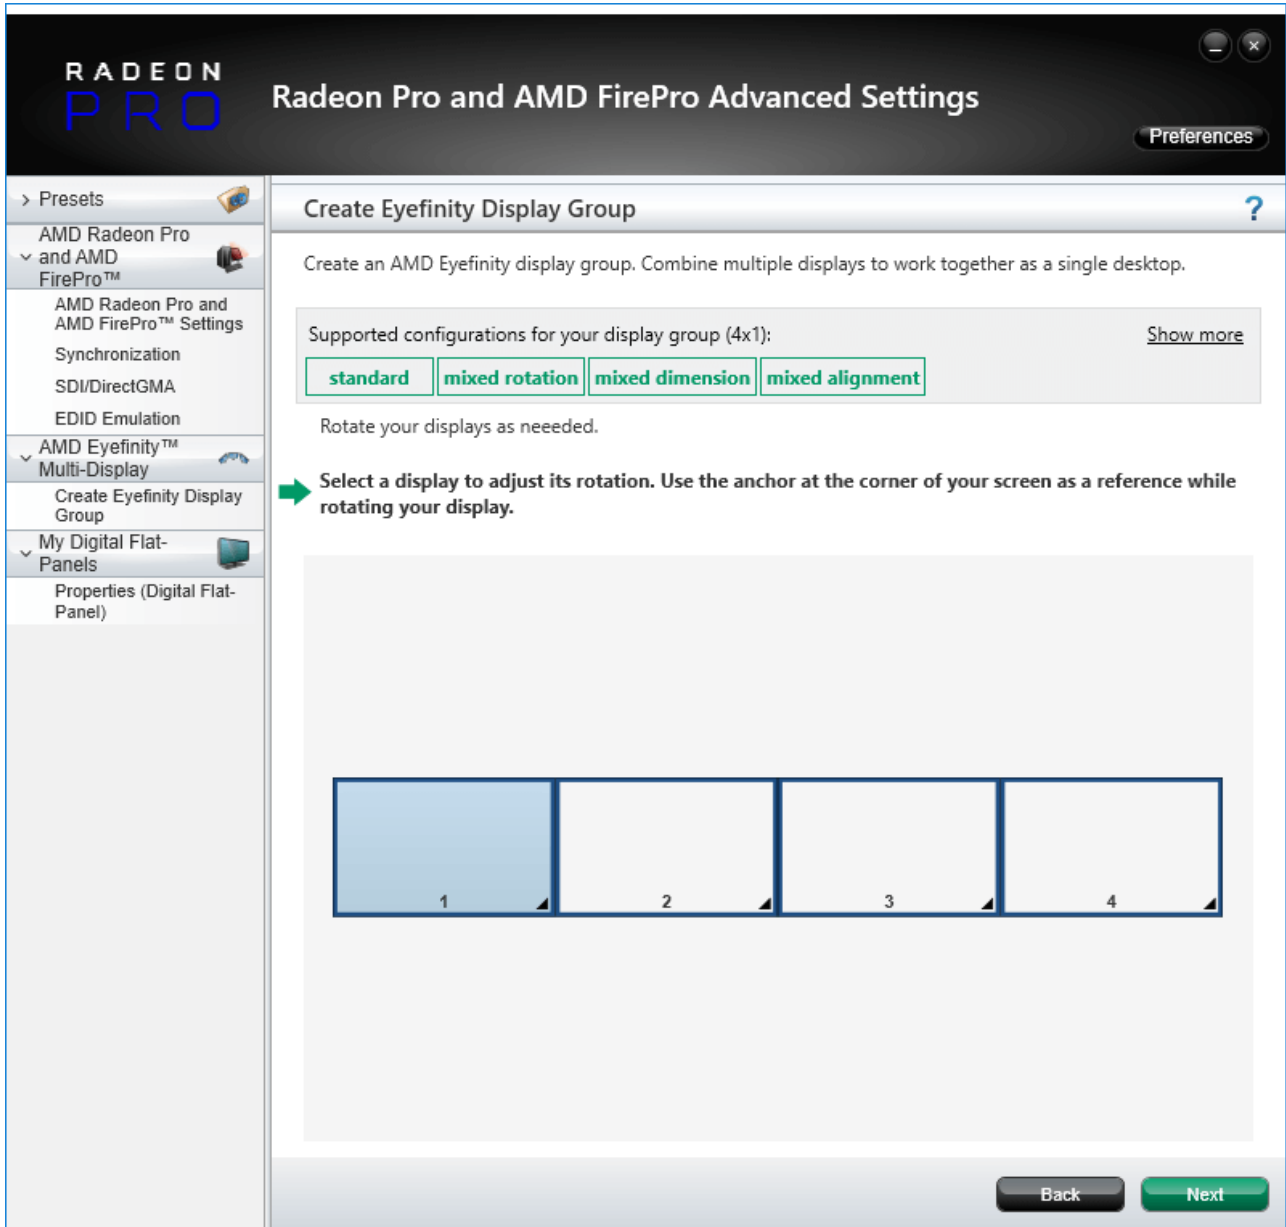 RADEON
PRO
Radeon Pro and AMD FirePro Advanced Settings
Preferences
Presets
AMD Radeon Pro
and AMD
FirePro™
AMD Radeon Pro and
AMD FirePro™ Settings
Synchronization
SDI/DirectGMA
EDID Emulation
AMD Eyefinity™
Multi-Display
Create Eyefinity Display
Group
My Digital Flat-
Panels
Properties (Digital Flat-
Panel)
Create Eyefinity Display Group
?
Create an AMD Eyefinity display group. Combine multiple displays to work together as a single desktop.
Supported configurations for your display group (4x1):
Show more
standard mixed rotation mixed dimension mixed alignment
Rotate your displays as neeeded.
Select a display to adjust its rotation. Use the anchor at the corner of your screen as a reference while
rotating your display.
1 2 3 4
Back Next